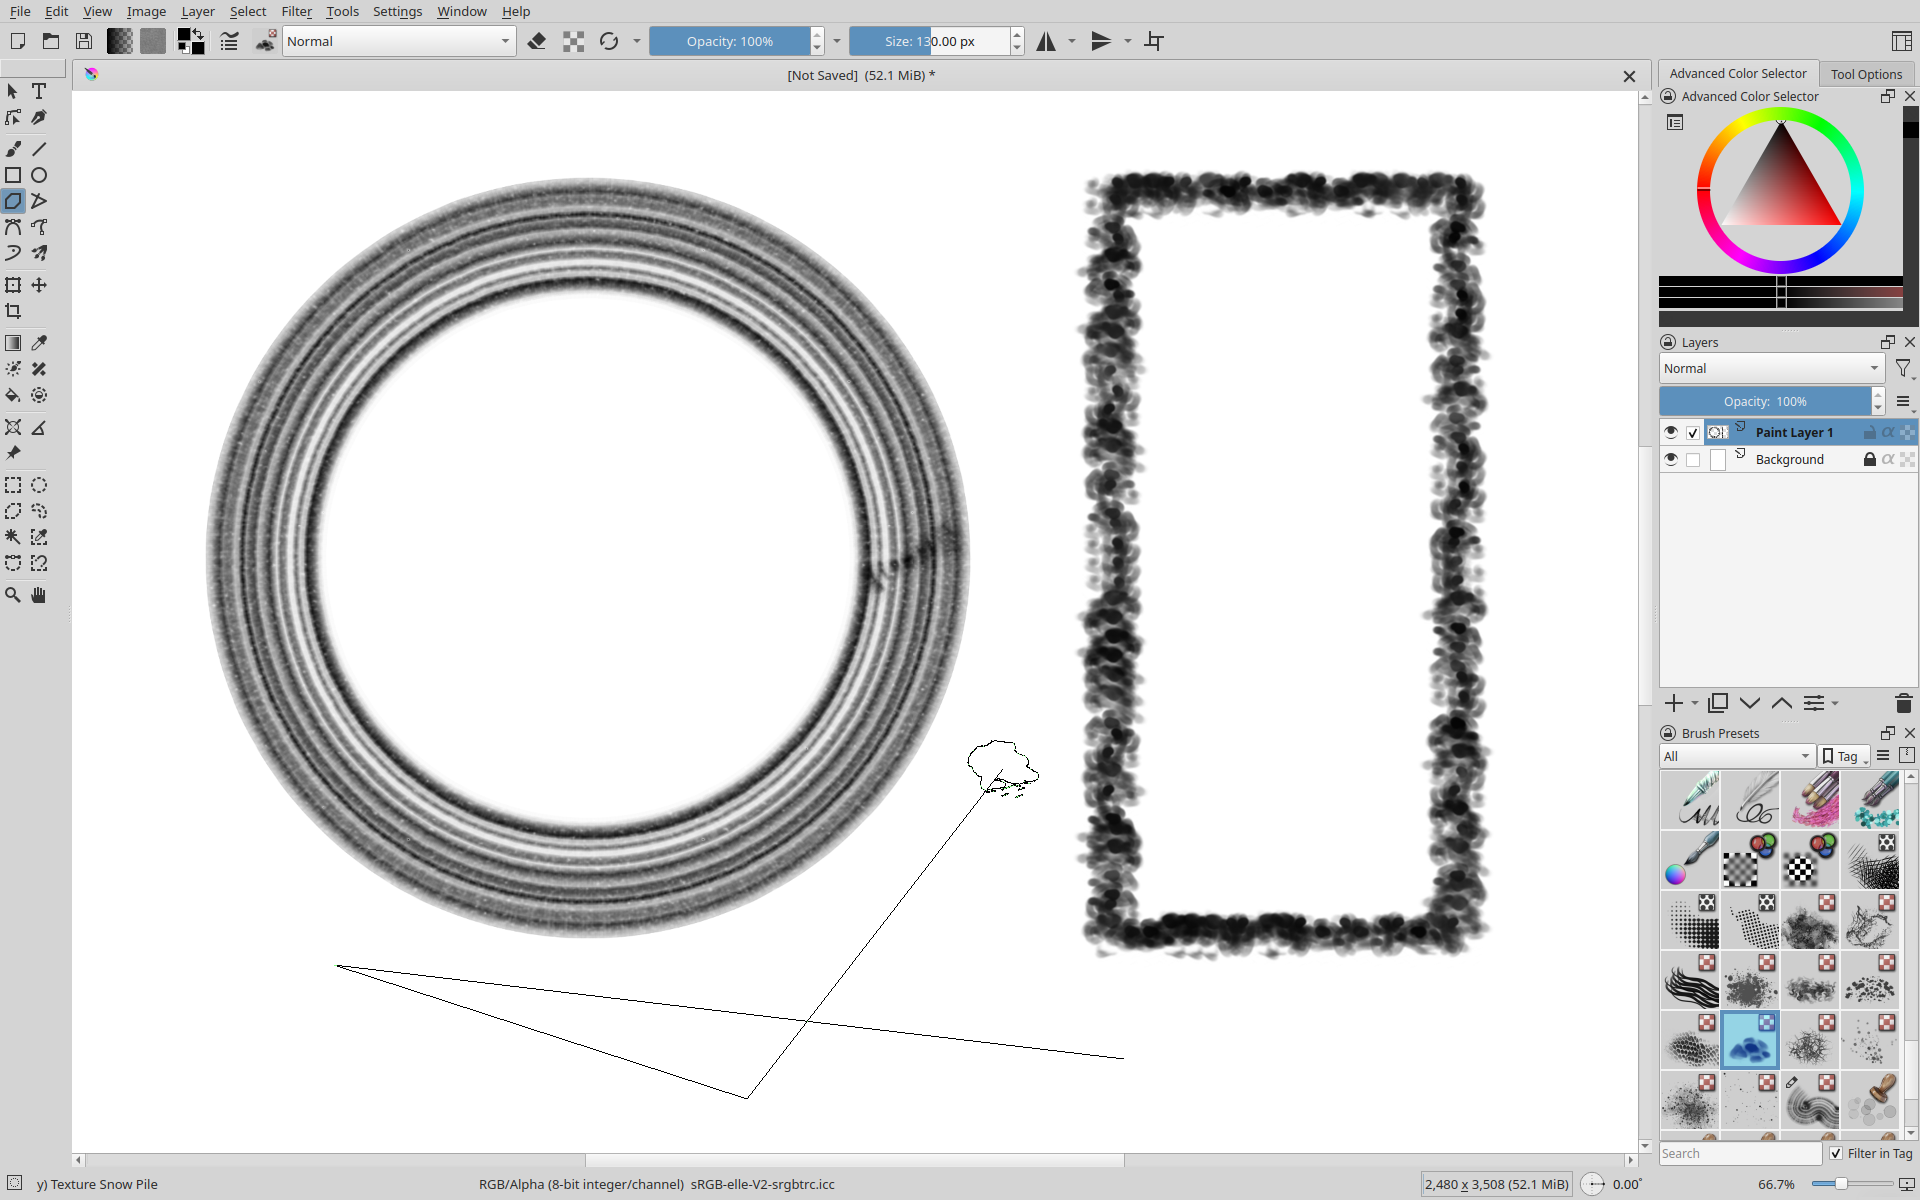 File Edit View Image Layer Select Filter Tools Settings Window Help
Normal Opacity: 100% Size: 130.00 px
[Not Saved] (52.1 MiB) *
Advanced Color Selector Tool Options
Advanced Color Selector
Layers
Normal
Opacity: 100%
Paint Layer 1
Background
Brush Presets
All Tag
Search Filter in Tag
y) Texture Snow Pile RGB/Alpha (8-bit integer/channel) sRGB-elle-V2-srgbtrc.icc 2,480 x 3,508 (52.1 MiB) 0.00° 66.7%